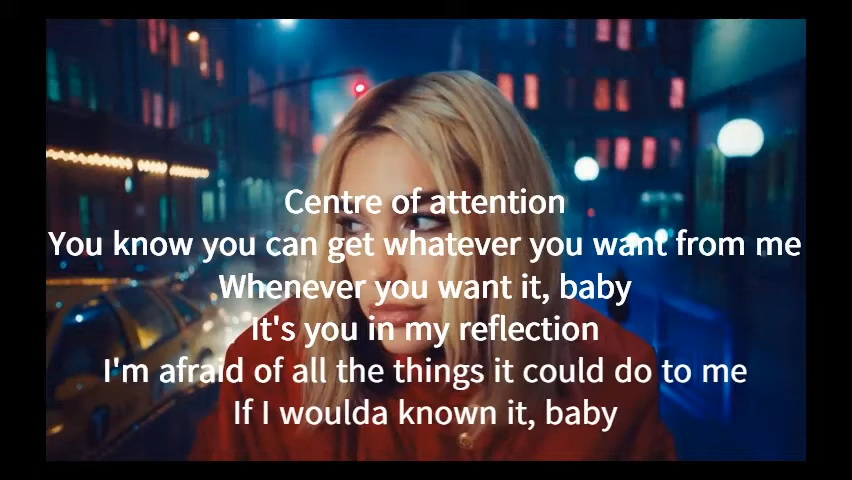 Centre of attention
You know you can get whatever you want from me
Whenever you want it, baby
It's you in my reflection
I'm afraid of all the things it could do to me
If I woulda known it, baby